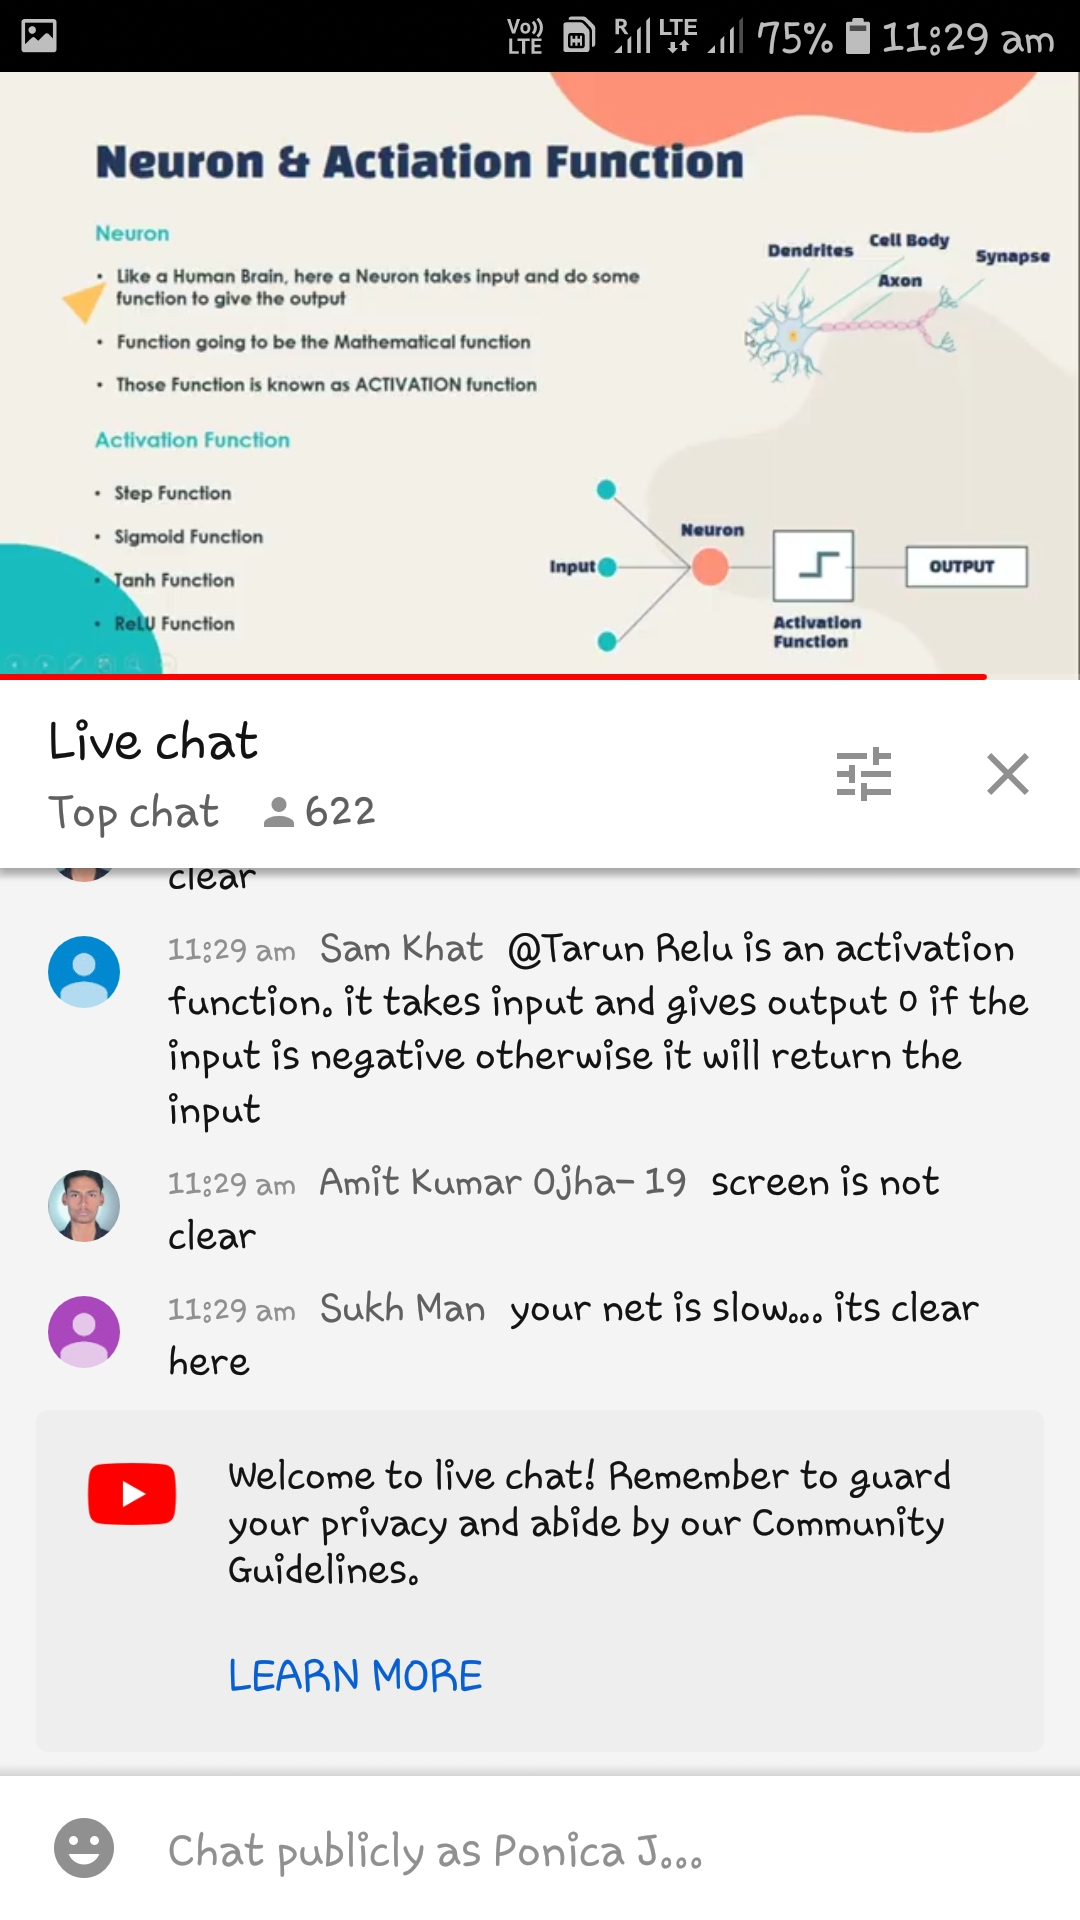 Vo)) LTE R LTE 75% 11:29 am
Neuron & Actiation Function
Neuron
• Like a Human Brain, here a Neuron takes input and do some
function to give the output
• Function going to be the Mathematical function
• Those Function is known as ACTIVATION function
Dendrites
Cell Body
Synapse
Axon
Activation Function
• Step Function
• Sigmoid Function
• Tanh Function
• ReLU Function
Input
Neuron
Activation
Function
OUTPUT
Live chat
Top chat 622
clear
11:29 am Sam Khat @Tarun Relu is an activation
function. it takes input and gives output 0 if the
input is negative otherwise it will return the
input
11:29 am Amit Kumar Ojha- 19 screen is not
clear
11:29 am Sukh Man your net is slow... its clear
here
Welcome to live chat! Remember to guard
your privacy and abide by our Community
Guidelines.
LEARN MORE
Chat publicly as Ponica J...